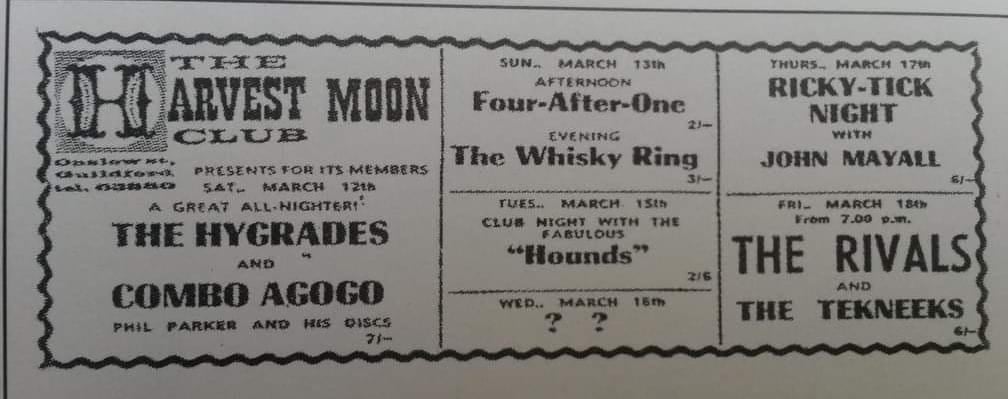 THE
HARVEST MOON
CLUB
Onslow st.
Guildford
tel. 62880
PRESENTS FOR ITS MEMBERS
SAT.. MARCH 12th
A GREAT ALL-NIGHTER!
THE HYGRADES
AND
COMBO AGOGO
PHIL PARKER AND HIS DISCS
7/-
SUN.. MARCH 13th
AFTERNOON
Four-After-One
2/-
EVENING
The Whisky Ring
3/-
TUES.. MARCH 15th
CLUB NIGHT WITH THE
FABULOUS
"Hounds"
2/6
WED.. MARCH 16th
? ?
THURS.. MARCH 17th
RICKY-TICK
NIGHT
WITH
JOHN MAYALL
6/-
FRI.. MARCH 18th
From 7.00 p.m.
THE RIVALS
AND
THE TEKNEEKS
6/-